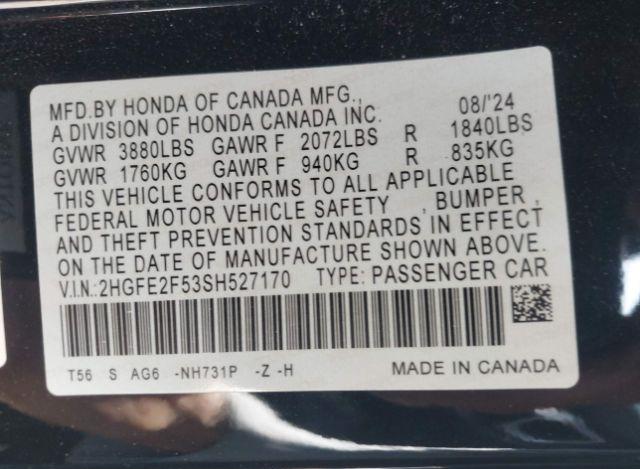 MFD.BY HONDA OF CANADA MFG.,
A DIVISION OF HONDA CANADA INC. 08/'24
GVWR 3880LBS GAWR F 2072LBS R 1840LBS
GVWR 1760KG GAWR F 940KG R 835KG
THIS VEHICLE CONFORMS TO ALL APPLICABLE
FEDERAL MOTOR VEHICLE SAFETY , BUMPER ,
AND THEFT PREVENTION STANDARDS IN EFFECT
ON THE DATE OF MANUFACTURE SHOWN ABOVE.
V.I.N.:2HGFE2F53SH527170 TYPE: PASSENGER CAR
T56 S AG6 -NH731P -Z -H MADE IN CANADA